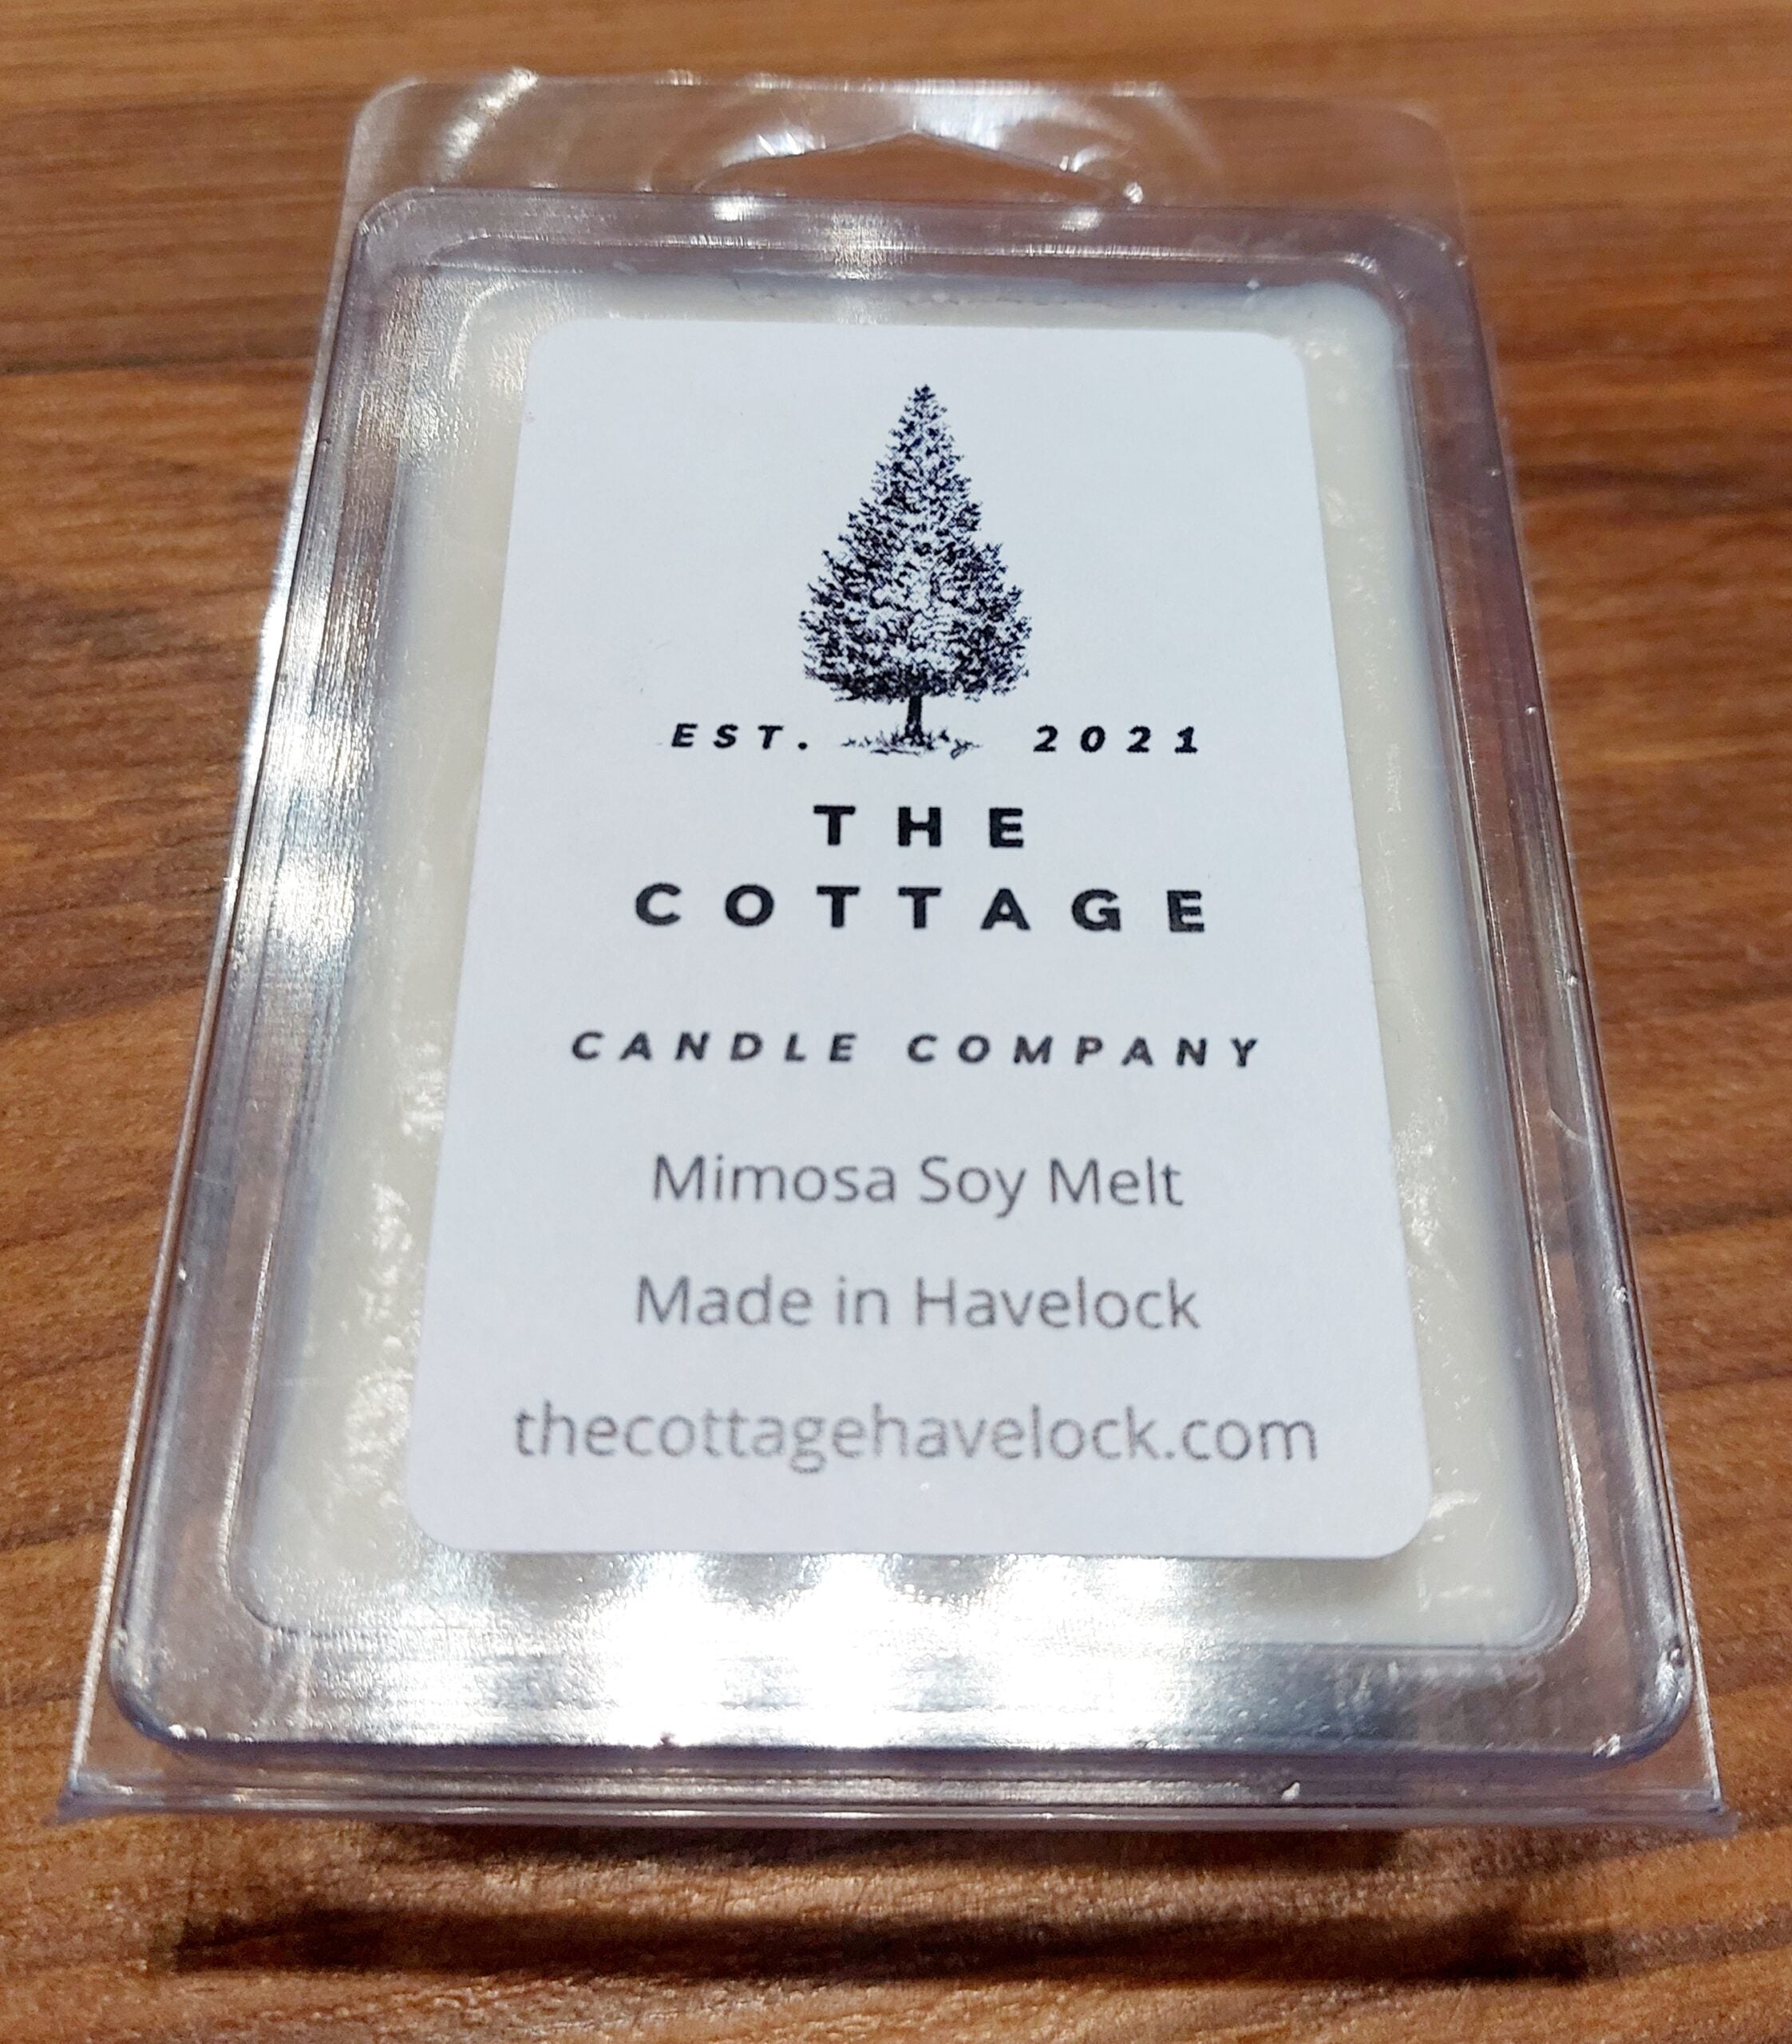 EST. 2021
THE
COTTAGE
CANDLE COMPANY
Mimosa Soy Melt
Made in Havelock
thecottagehavelock.com